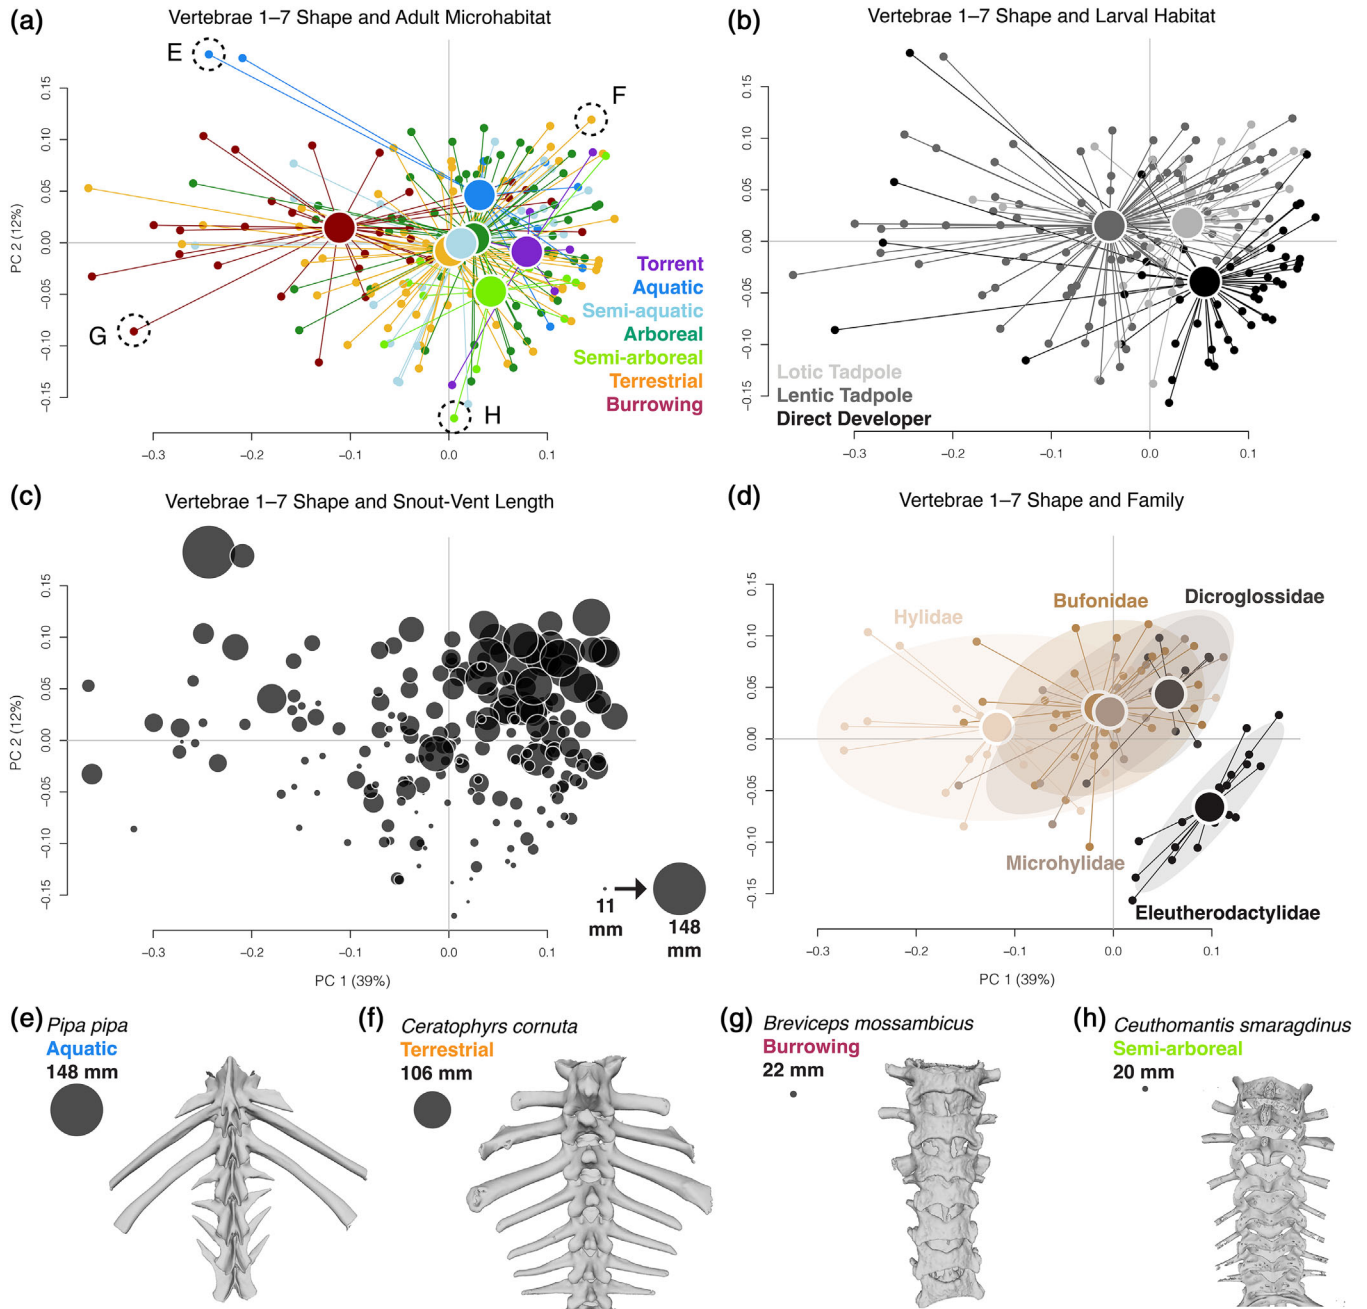 (a)
Vertebrae 1–7 Shape and Adult Microhabitat
E
F
G
H
PC 2 (12%)
0.15
0.10
0.05
0.00
−0.05
−0.10
−0.15
−0.3
−0.1
0.0
0.1
Torrent
Aquatic
Semi-aquatic
Arboreal
Semi-arboreal
Terrestrial
Burrowing
(b)
Vertebrae 1–7 Shape and Larval Habitat
0.15
0.10
0.05
0.00
−0.05
−0.10
−0.15
Lotic Tadpole
Lentic Tadpole
Direct Developer
−0.3
−0.2
−0.1
0.0
0.1
(c)
Vertebrae 1–7 Shape and Snout-Vent Length
PC 2 (12%)
0.15
0.10
0.05
0.00
−0.05
−0.10
−0.15
11
mm
148
mm
−0.3
−0.1
0.0
0.1
PC 1 (39%)
(d)
Vertebrae 1–7 Shape and Family
0.15
0.10
0.05
0.00
−0.05
−0.10
−0.15
Hylidae
Bufonidae
Dicroglossidae
Microhylidae
Eleutherodactylidae
−0.3
−0.1
0.0
0.1
PC 1 (39%)
(e)
Pipa pipa
Aquatic
148 mm
(f)
Ceratophyrs cornuta
Terrestrial
106 mm
(g)
Breviceps mossambicus
Burrowing
22 mm
(h)
Ceuthomantis smaragdinus
Semi-arboreal
20 mm